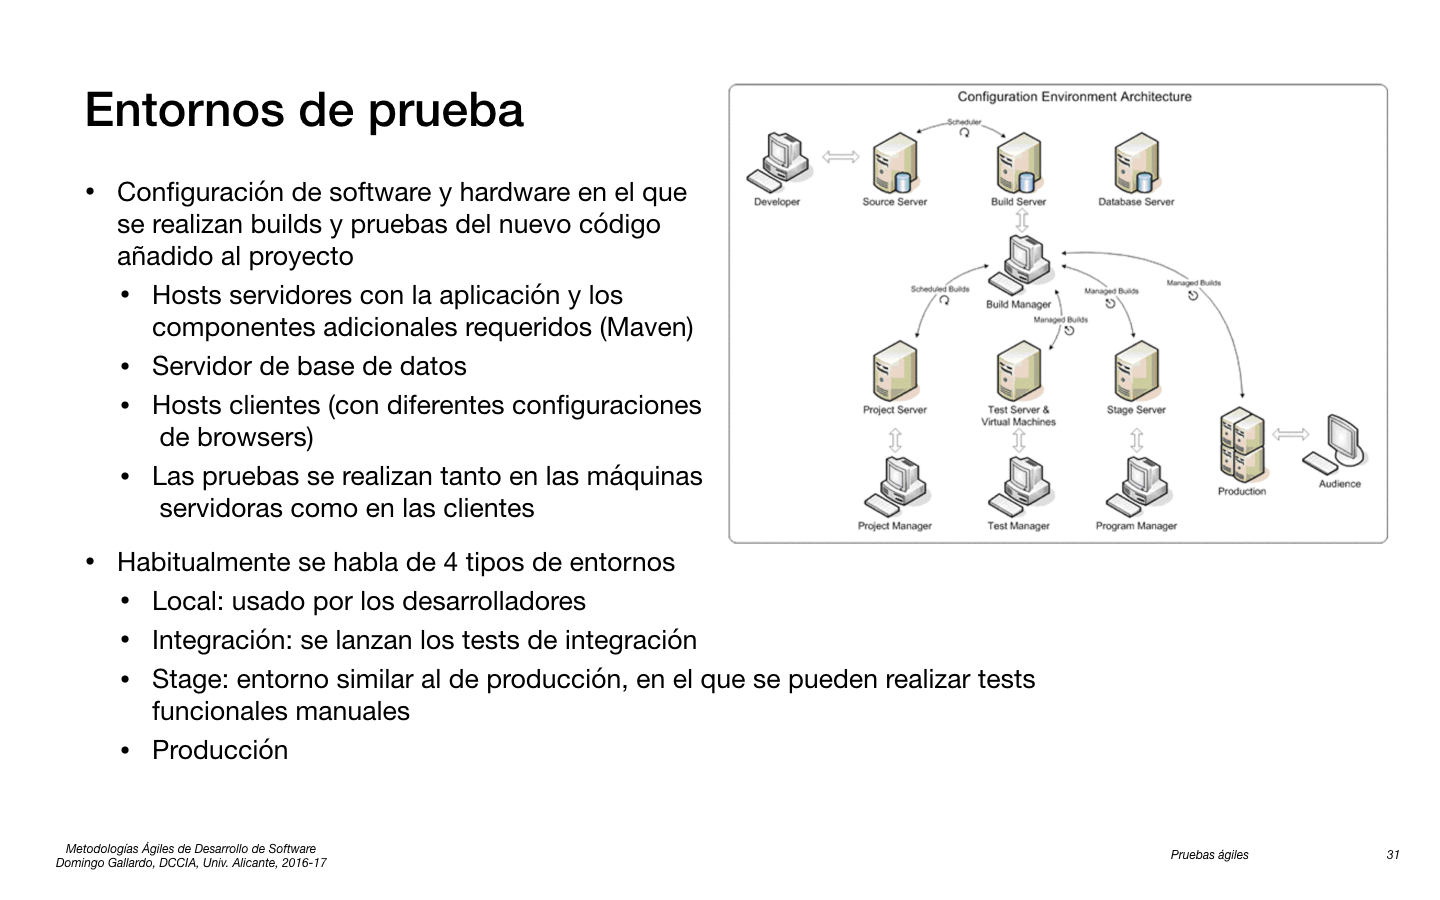 Entornos de prueba
• Configuración de software y hardware en el que
se realizan builds y pruebas del nuevo código
añadido al proyecto
• Hosts servidores con la aplicación y los
componentes adicionales requeridos (Maven)
• Servidor de base de datos
• Hosts clientes (con diferentes configuraciones
de browsers)
• Las pruebas se realizan tanto en las máquinas
servidoras como en las clientes
• Habitualmente se habla de 4 tipos de entornos
• Local: usado por los desarrolladores
• Integración: se lanzan los tests de integración
• Stage: entorno similar al de producción, en el que se pueden realizar tests
funcionales manuales
• Producción
Configuration Environment Architecture
Scheduler
Developer
Source Server
Build Server
Database Server
Build Manager
Scheduled Builds
Managed Builds
Managed Builds
Managed Builds
Project Server
Test Server &
Virtual Machines
Stage Server
Production
Audience
Project Manager
Test Manager
Program Manager
Metodologías Ágiles de Desarrollo de Software
Domingo Gallardo, DCCIA, Univ. Alicante, 2016-17
Pruebas ágiles
31